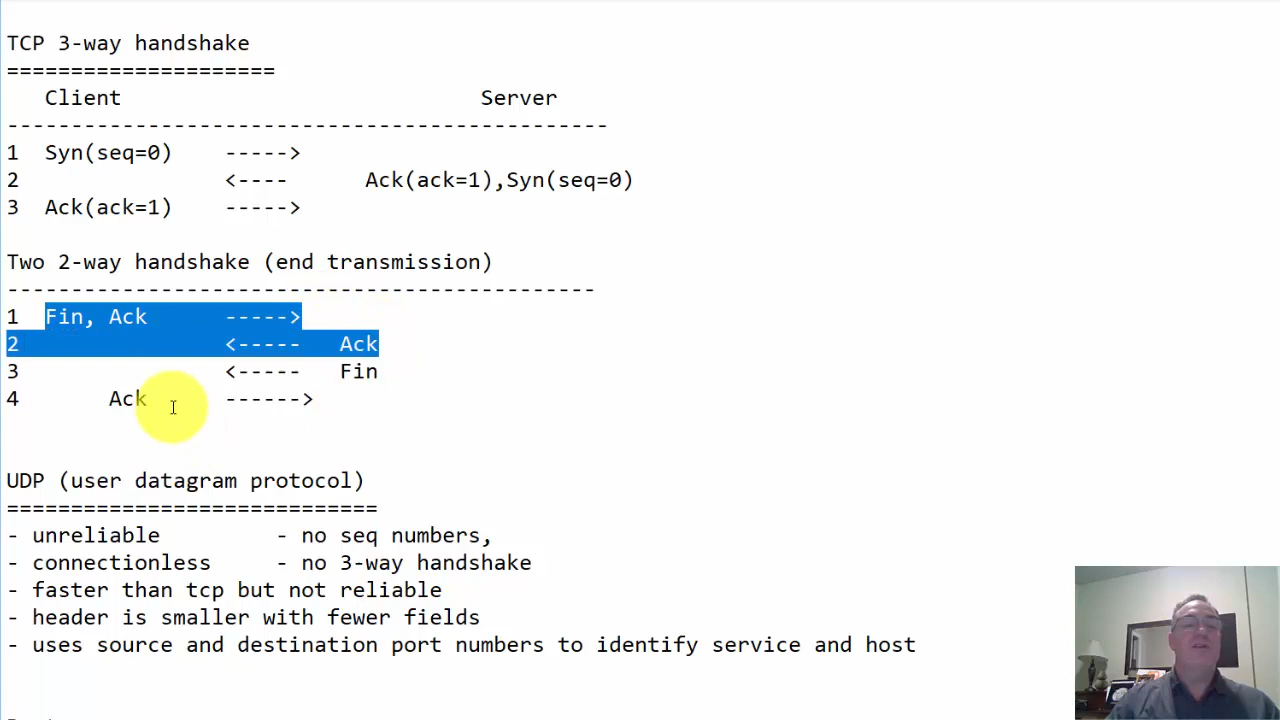 TCP 3-way handshake
=====================
Client Server
-----------------------------------------------
1 Syn(seq=0) ----->
2 <---- Ack(ack=1),Syn(seq=0)
3 Ack(ack=1) ----->
Two 2-way handshake (end transmission)
----------------------------------------------
1 Fin, Ack ----->
2 <----- Ack
3 <----- Fin
4 Ack ------>
UDP (user datagram protocol)
=============================
- unreliable - no seq numbers,
- connectionless - no 3-way handshake
- faster than tcp but not reliable
- header is smaller with fewer fields
- uses source and destination port numbers to identify service and host